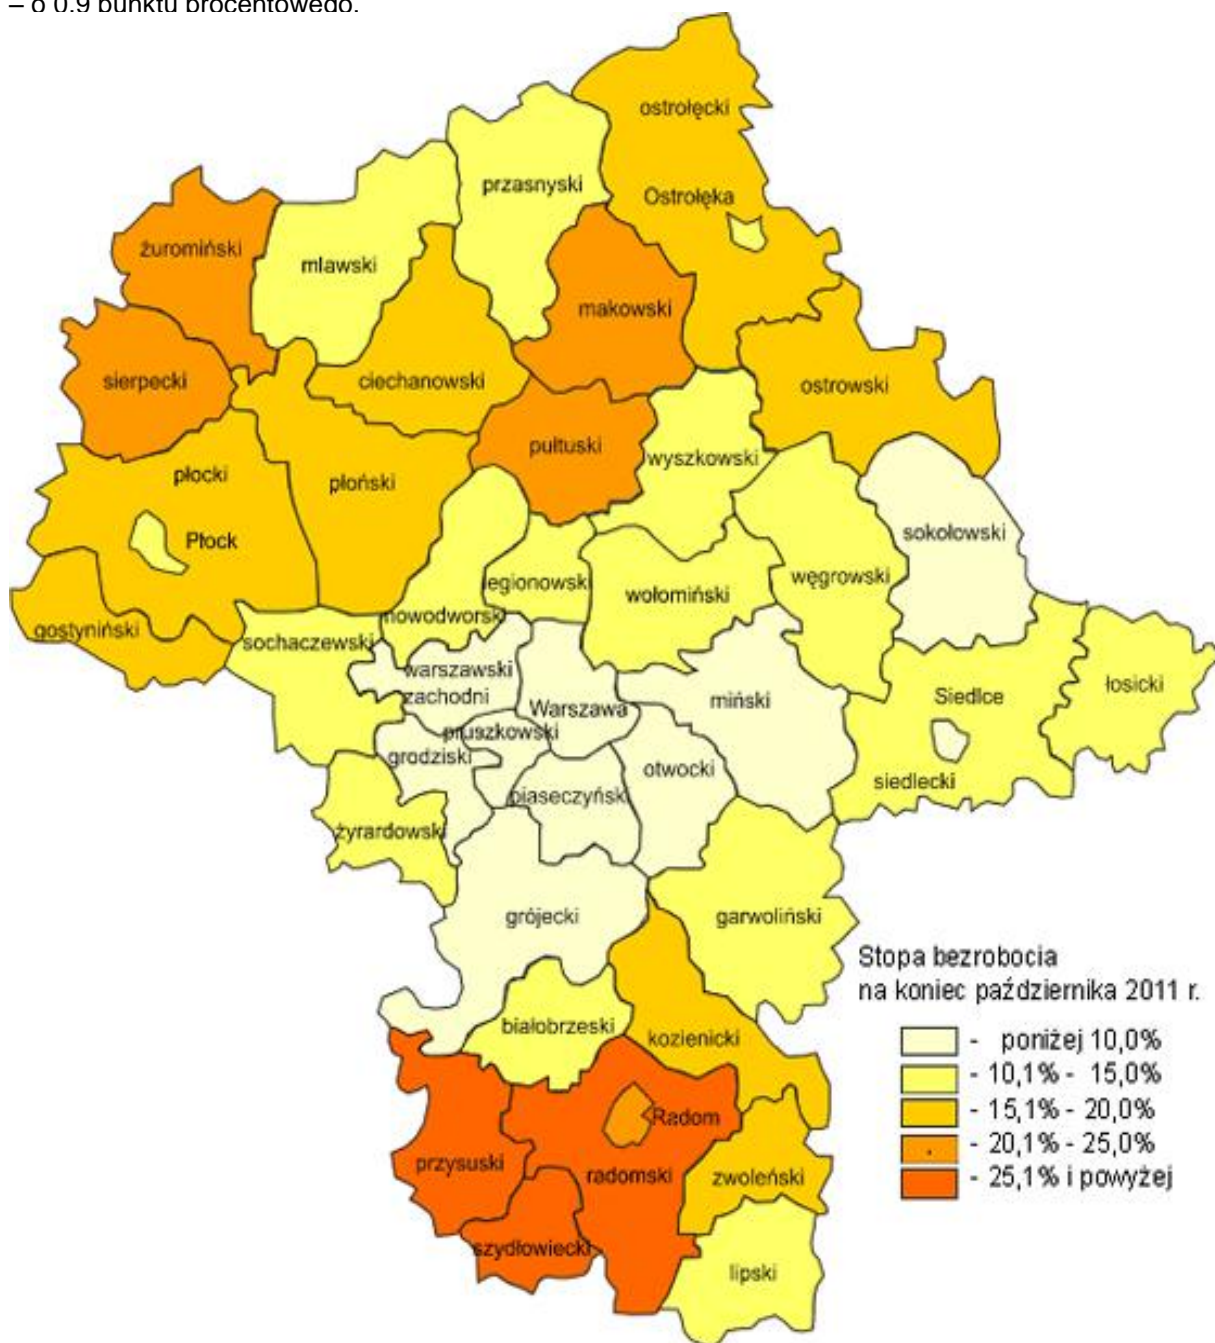 – o 0,9 punktu procentowego.
ostrołęcki
przasnyski
Ostrołęka
żuromiński
mlawski
makowski
sierpecki
ciechanowski
ostrowski
pułtuski
wyszkowski
płocki
płoński
sokołowski
Płock
węgrowski
legionowski
wołomiński
nowodworski
gostyniński
sochaczewski
warszawski
zachodni
łosicki
Siedlce
miński
Warszawa
pruszkowski
grodziski
otwocki
siedlecki
piaseczyński
żyrardowski
grójecki
garwoliński
Stopa bezrobocia
na koniec października 2011 r.
białobrzeski
kozienicki
- poniżej 10,0%
- 10,1% - 15,0%
- 15,1% - 20,0%
- 20,1% - 25,0%
- 25,1% i powyżej
Radom
przysuski
radomski
zwoleński
szydłowiecki
lipski